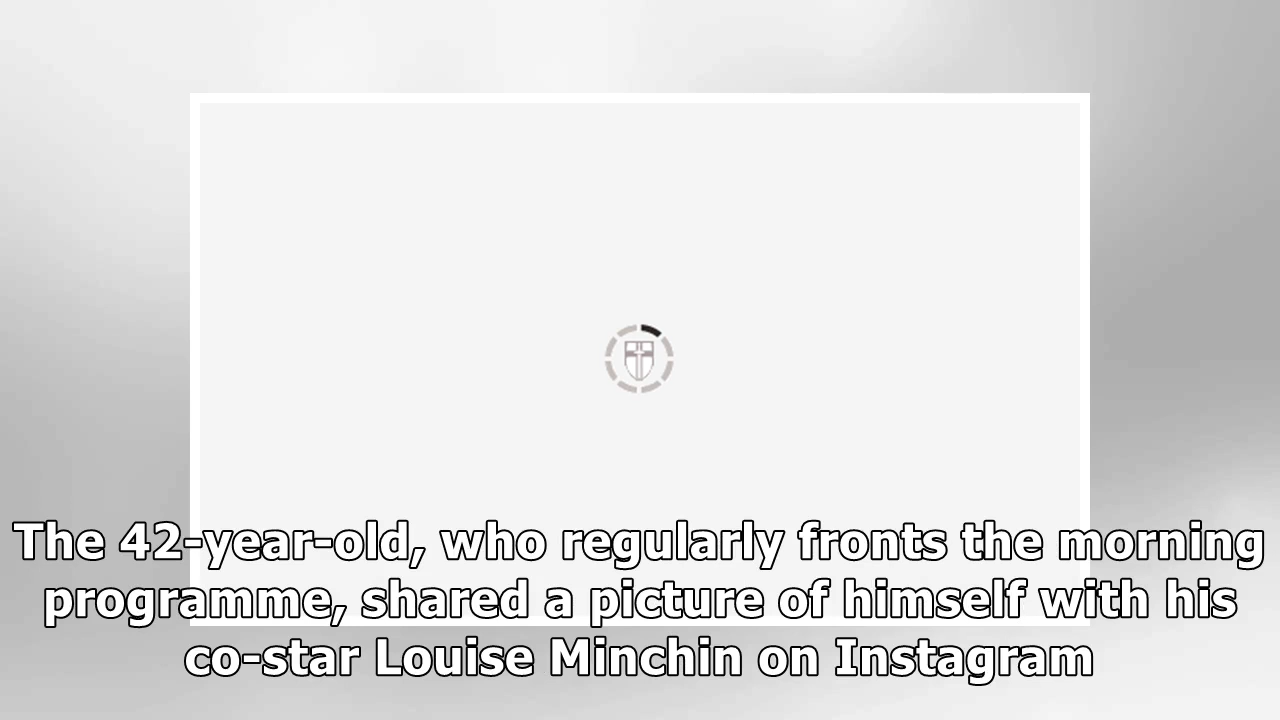 The 42-year-old, who regularly fronts the morning
programme, shared a picture of himself with his
co-star Louise Minchin on Instagram